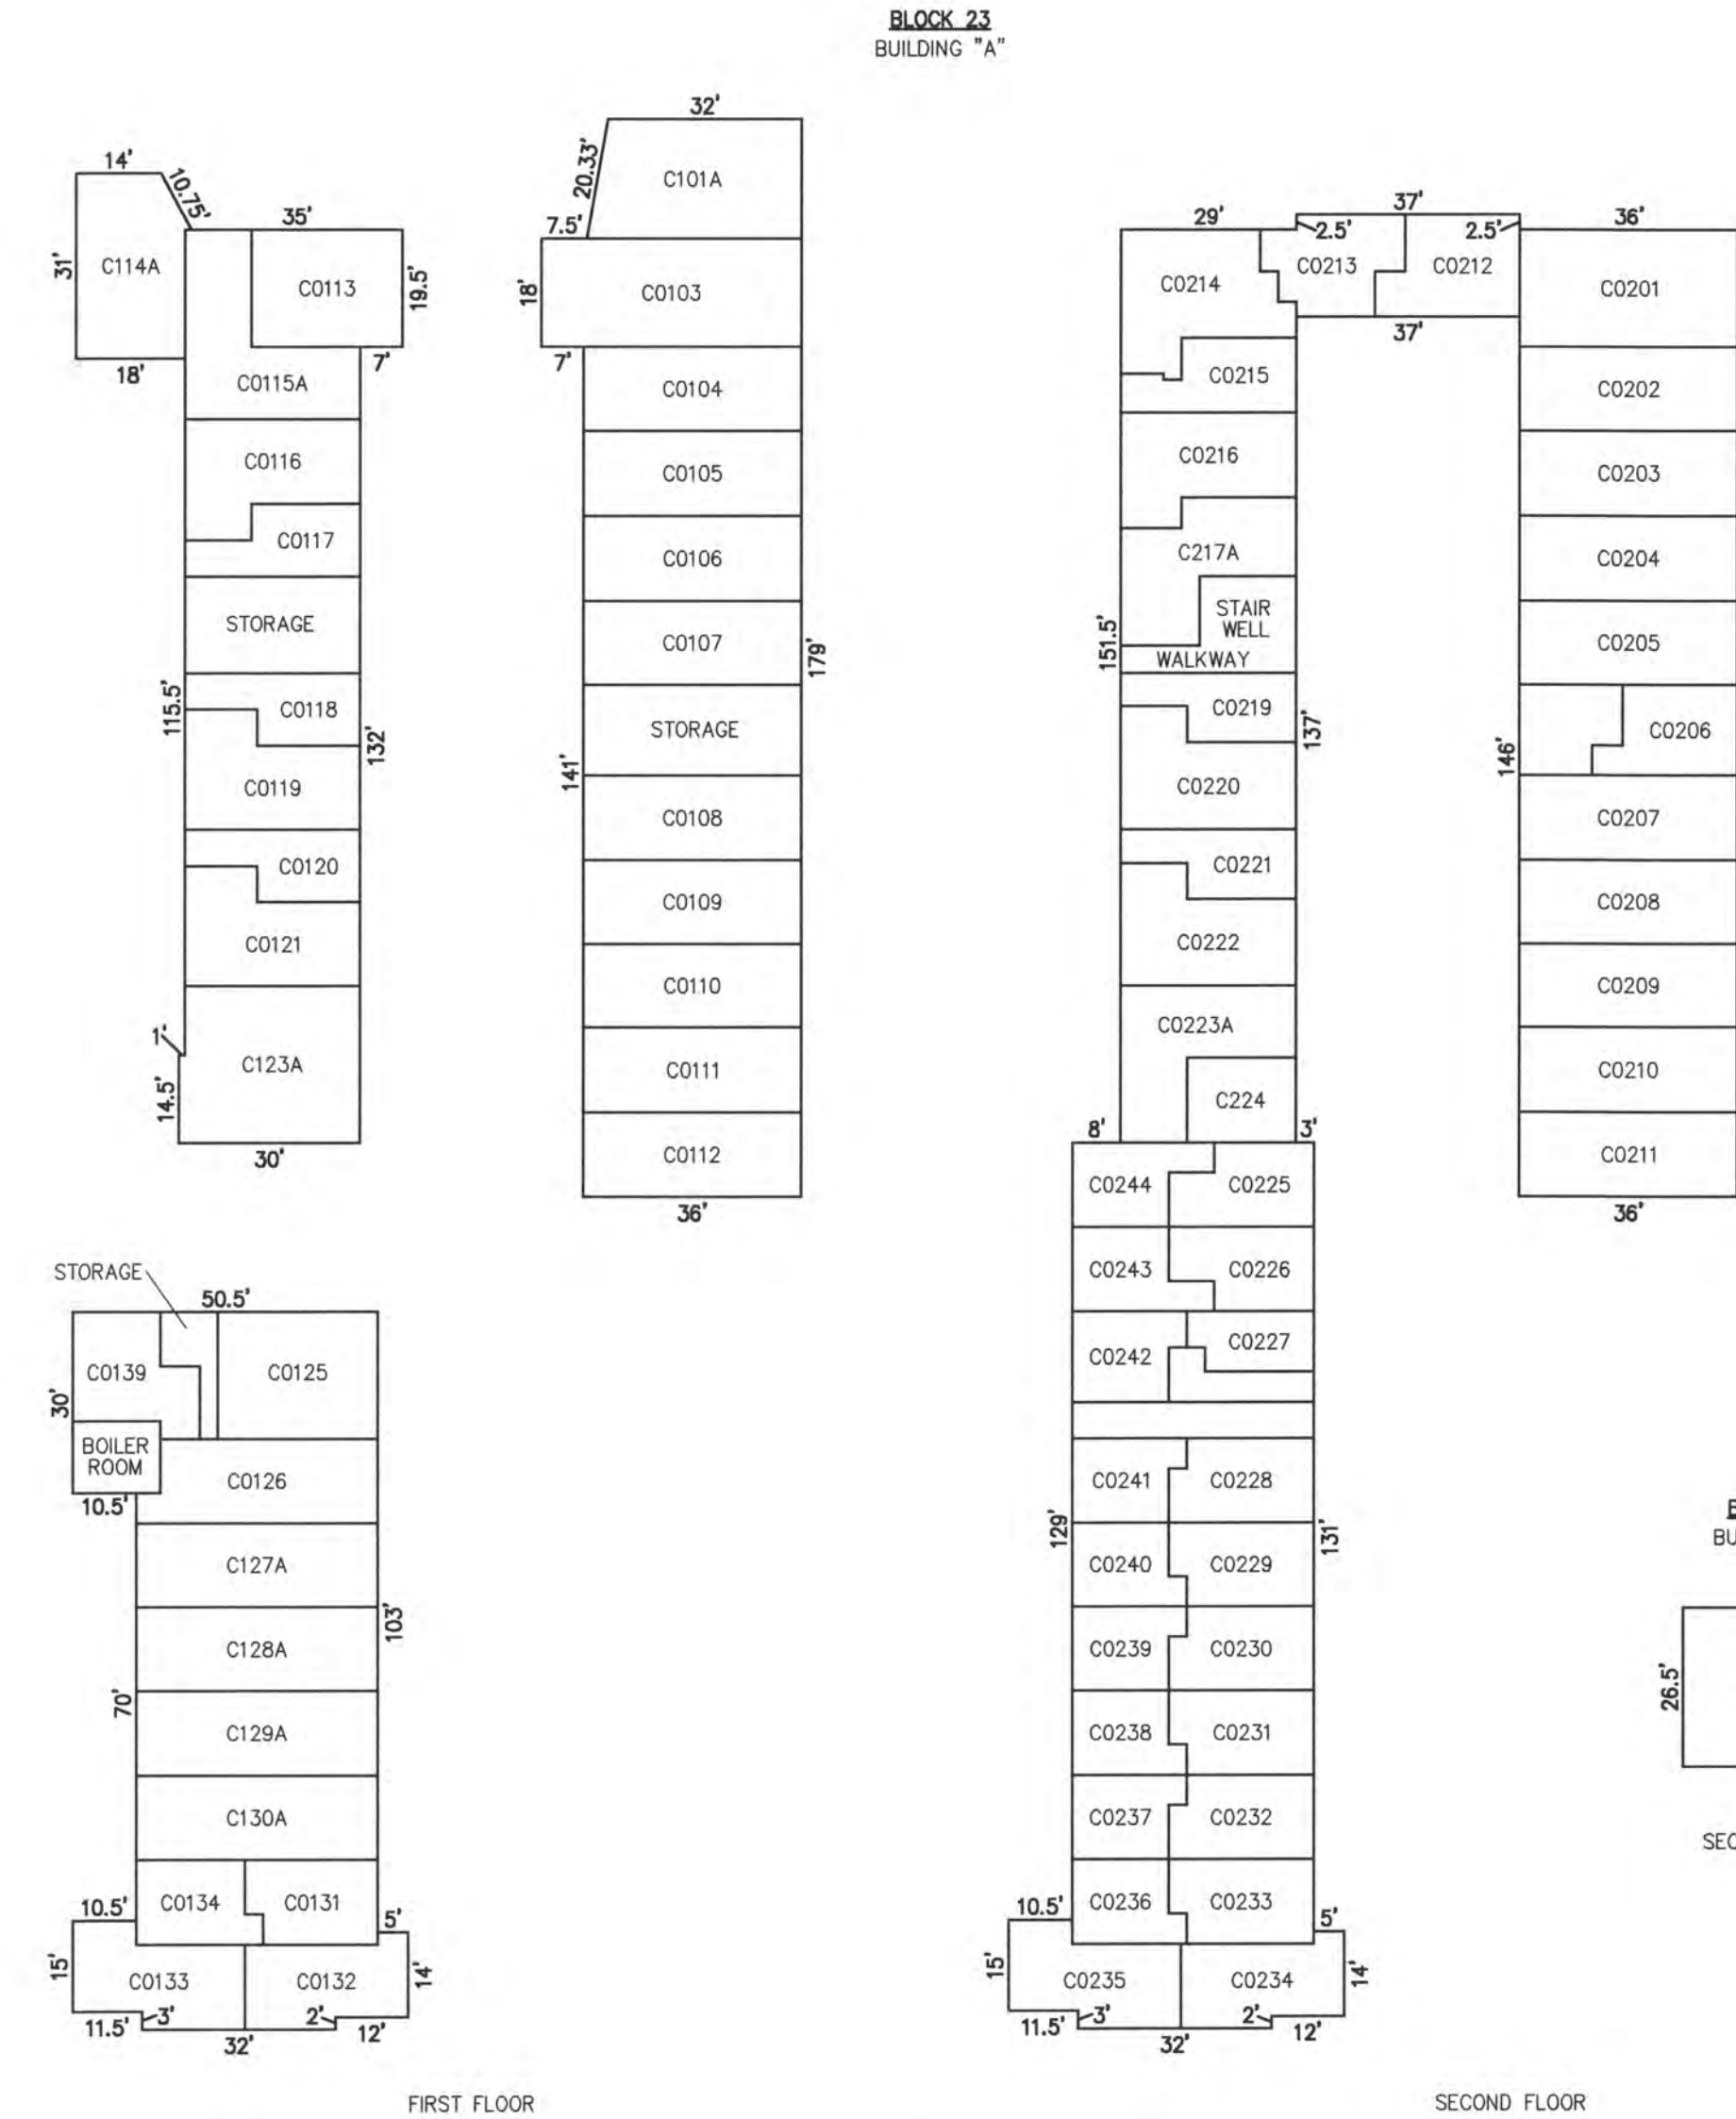 BLOCK 23
BUILDING "A"
32'
14'
10.75'
20.33'
C101A
35'
7.5'
31'
C114A
C0113
19.5'
18'
C0103
18'
7'
7'
C0115A
C0104
C0116
C0105
C0117
C0106
STORAGE
C0107
179'
115.5'
C0118
132'
STORAGE
141'
C0119
C0108
C0120
C0109
C0121
C0110
1'
C123A
C0111
14.5'
C0112
30'
36'
STORAGE
50.5'
C0139
C0125
30'
BOILER
ROOM
C0126
10.5'
C127A
103'
C128A
70'
C129A
C130A
C0134
C0131
10.5'
5'
15'
C0133
C0132
14'
3'
2'
11.5'
32'
12'
FIRST FLOOR
37'
29'
2.5'
2.5'
36'
C0213
C0212
C0214
C0201
37'
C0215
C0202
C0216
C0203
C217A
C0204
STAIR
WELL
151.5'
WALKWAY
C0205
C0219
137'
C0206
146'
C0220
C0207
C0221
C0208
C0222
C0209
C0223A
C0210
C224
8'
3'
C0211
36'
C0244
C0225
C0243
C0226
C0242
C0227
C0241
C0228
129'
131'
C0240
C0229
C0239
C0230
C0238
C0231
C0237
C0232
C0236
C0233
10.5'
5'
15'
C0235
C0234
14'
3'
2'
11.5'
32'
12'
SECOND FLOOR
B
BU
26.5'
SEC